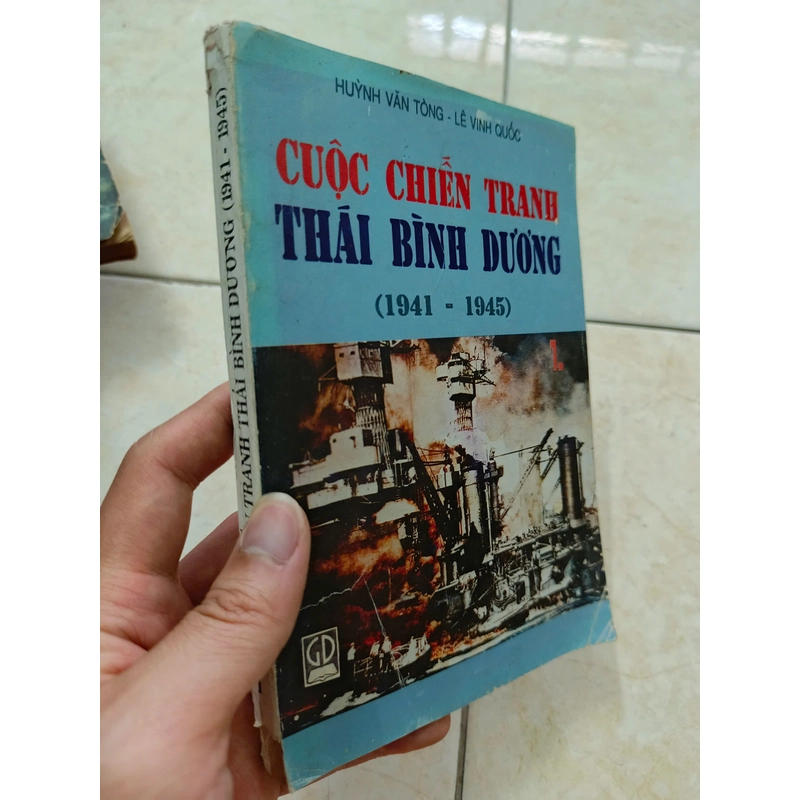 HUỲNH VĂN TÒNG - LÊ VINH QUỐC
CUỘC CHIẾN TRANH
THÁI BÌNH DƯƠNG
(1941 - 1945)
1.
GD
TRANH THÁI BÌNH DƯƠNG (1941 - 1945)